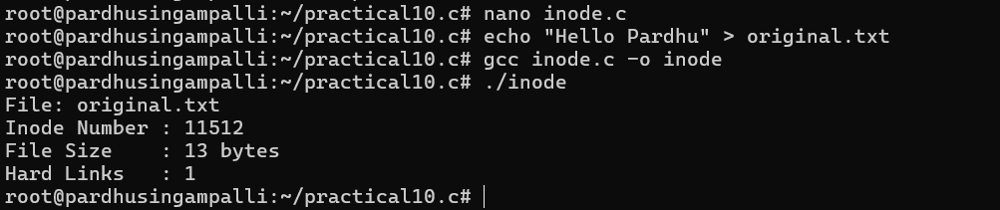 root@pardhusingampalli:~/practical10.c# nano inode.c
root@pardhusingampalli:~/practical10.c# echo "Hello Pardhu" > original.txt
root@pardhusingampalli:~/practical10.c# gcc inode.c -o inode
root@pardhusingampalli:~/practical10.c# ./inode
File: original.txt
Inode Number : 11512
File Size    : 13 bytes
Hard Links   : 1
root@pardhusingampalli:~/practical10.c#